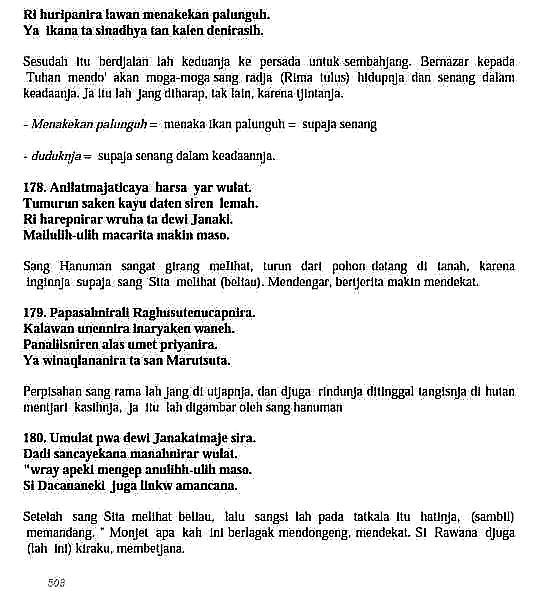 Ri huripanira lawan menakekan palunguh.
Ya ikana ta sinadhya tan kalen denirasih.
Sesudah itu berdjalan lah keduanja ke persada untuk sembahjang. Bernazar kepada
Tuhan mendo' akan moga-moga sang radja (Rima tulus) hidupnja dan senang dalam
keadaanja. Ja itu lah jang diharap, tak lain, karena tjintanja.
- Menakekan palunguh = menaka ikan palunguh = supaja senang
- duduknja = supaja senang dalam keadaannja.
178. Anilatmajaticaya harsa yar wulat.
Tumurun saken kayu daten siren lemah.
Ri harepnirar wruha ta dewi Janaki.
Mailulih-ulih macarita makin maso.
Sang Hanuman sangat girang melihat, turun dari pohon datang di tanah, karena
inginnja supaja sang Sita melihat (beliau). Mendengar, bertjerita makin mendekat.
179. Papasahnirali Raghusutenucapnira.
Kalawan unennira inaryaken waneh.
Panaliisniren alas umet priyanira.
Ya winaqlananira ta san Marutsuta.
Perpisahan sang rama lah jang di utjapnja, dan djuga rindunja ditinggal tangisnja di hutan
mentjari kasihnja, ja itu lah digambar oleh sang hanuman
180. Umulat pwa dewi Janakatmaje sira.
Dadi sancayekana manahnirar wulat.
"wray apeki mengep anulihh-ulih maso.
Si Dacananeki juga linkw amancana.
Setelah sang Sita melihat beliau, lalu sangsi lah pada tatkala itu hatinja, (sambil)
memandang. " Monjet apa kah ini berlagak mendongeng, mendekat. Si Rawana djuga
(lah ini) kiraku, membetjana.
503